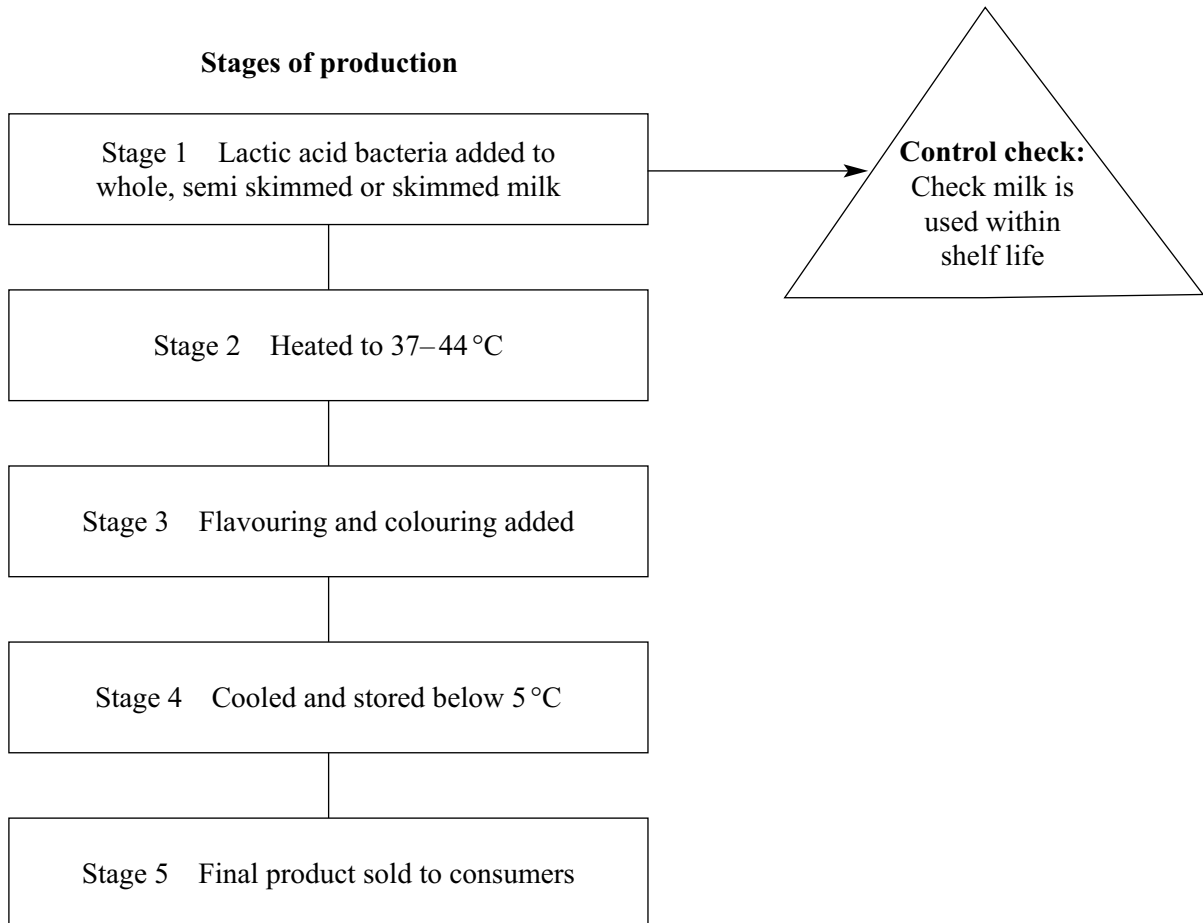 Stages of production
Stage 1 Lactic acid bacteria added to
whole, semi skimmed or skimmed milk
Control check:
Check milk is
used within
shelf life
Stage 2 Heated to 37–44 °C
Stage 3 Flavouring and colouring added
Stage 4 Cooled and stored below 5 °C
Stage 5 Final product sold to consumers